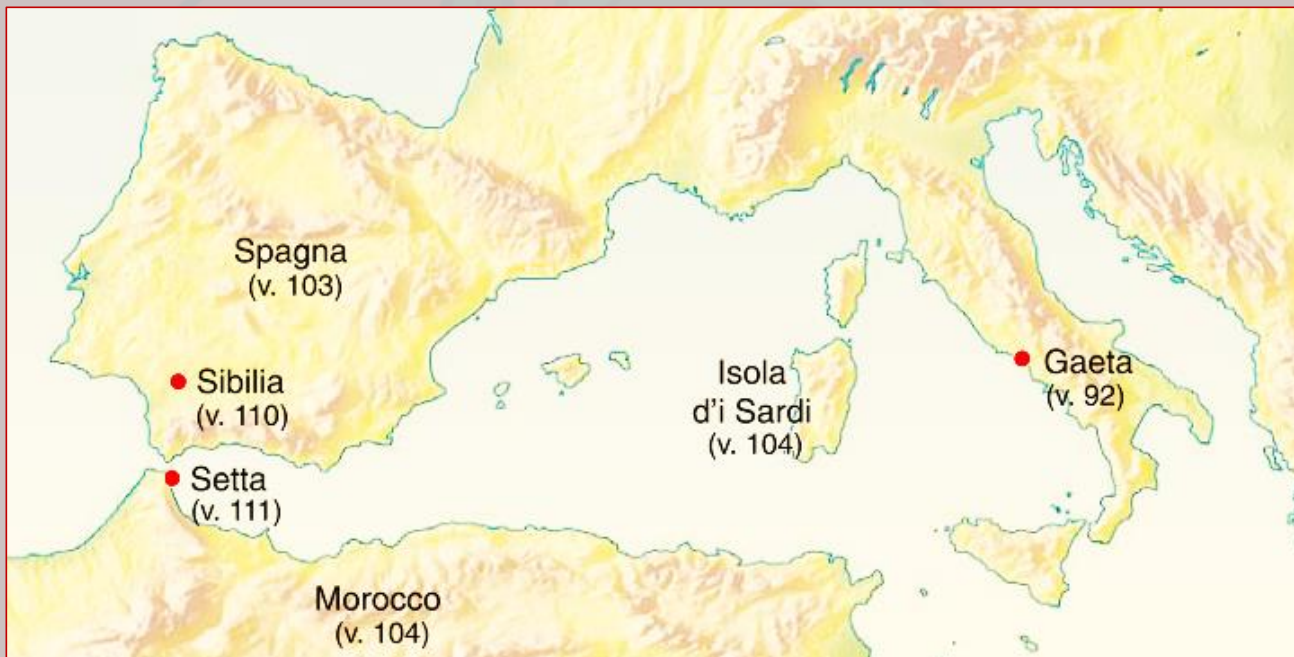 Spagna
(v. 103)
Sibilia
(v. 110)
Setta
(v. 111)
Morocco
(v. 104)
Isola
d'i Sardi
(v. 104)
Gaeta
(v. 92)